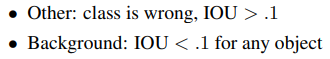 • Other: class is wrong, IOU > .1
• Background: IOU < .1 for any object